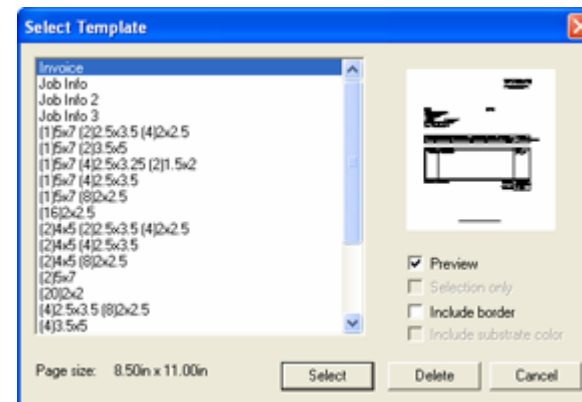 Select Template
Invoice
Job Info
Job Info 2
Job Info 3
(1)5x7 (2)2.5x3.5 (4)2x2.5
(1)5x7 (2)3.5x5
(1)5x7 (4)2.5x3.25 (2)1.5x2
(1)5x7 (4)2.5x3.5
(1)5x7 (8)2x2.5
(16)2x2.5
(2)4x5 (2)2.5x3.5 (4)2x2.5
(2)4x5 (4)2.5x3.5
(2)4x5 (8)2x2.5
(2)5x7
(20)2x2
(4)2.5x3.5 (8)2x2.5
(4)3.5x5
Preview
Selection only
Include border
Include substrate color
Page size: 8.50in x 11.00in
Select
Delete
Cancel